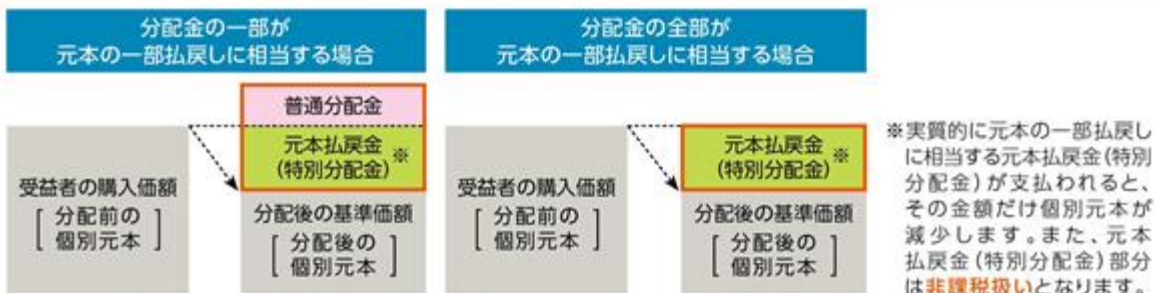 分配金の一部が
元本の一部払戻しに相当する場合
普通分配金
元本払戻金
(特別分配金)
※
受益者の購入価額
[ 分配前の
個別元本 ]
分配後の基準価額
[ 分配後の
個別元本 ]
分配金の全部が
元本の一部払戻しに相当する場合
元本払戻金
(特別分配金)
※
受益者の購入価額
[ 分配前の
個別元本 ]
分配後の基準価額
[ 分配後の
個別元本 ]
※実質的に元本の一部払戻し
に相当する元本払戻金(特別
分配金)が支払われると、
その金額だけ個別元本が
減少します。また、元本
払戻金(特別分配金)部分
は非課税扱いとなります。